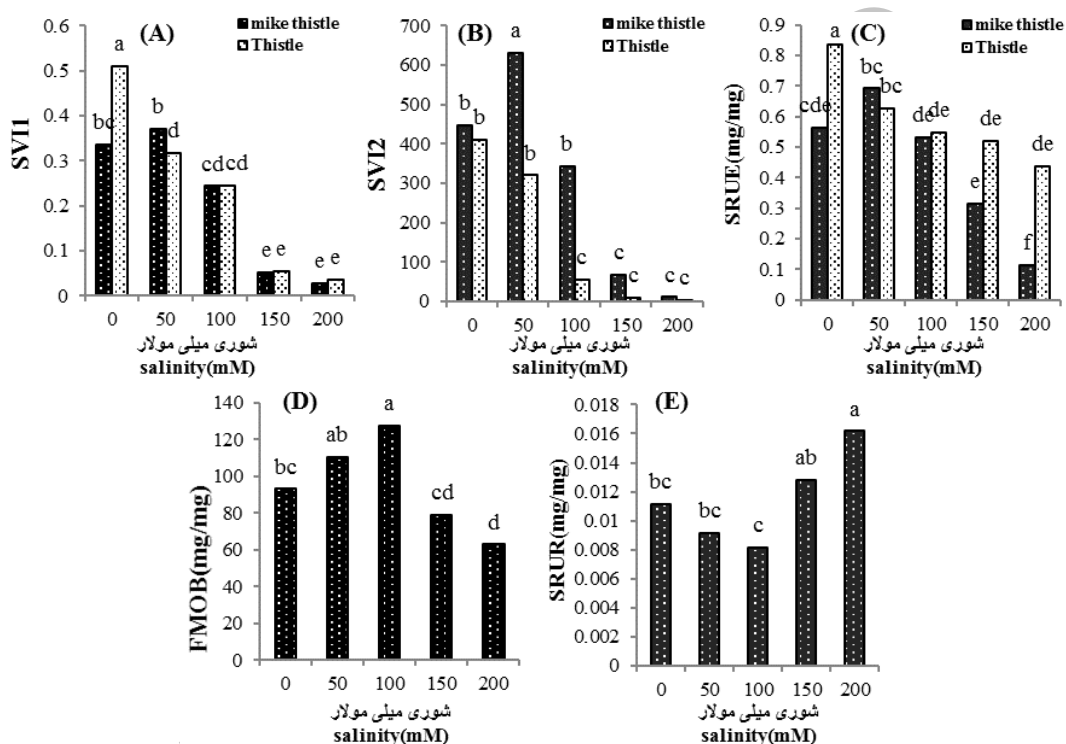 (A)
mike thistle
Thistle
SVI1
0.6
0.5
0.4
0.3
0.2
0.1
0
a
bc
b
d
cd cd
e e
e e
0 50 100 150 200
شوری میلی مولار
salinity(mM)
(B)
mike thistle
Thistle
SVI2
700
600
500
400
300
200
100
0
b b
a
b
b
c
c
c
c c
0 50 100 150 200
شوری میلی مولار
salinity(mM)
(C)
mike thistle
Thistle
SRUE(mg/mg)
0.9
0.8
0.7
0.6
0.5
0.4
0.3
0.2
0.1
0
cde
a
bc
bc
de de
e
de
f
de
0 50 100 150 200
شوری میلی مولار
salinity(mM)
(D)
FMOB(mg/mg)
140
120
100
80
60
40
20
0
bc
ab
a
cd
d
0 50 100 150 200
شوری میلی مولار
salinity(mM)
(E)
SRUR(mg/mg)
0.018
0.016
0.014
0.012
0.01
0.008
0.006
0.004
0.002
0
bc
bc
c
ab
a
0 50 100 150 200
شوری میلی مولار
salinity(mM)